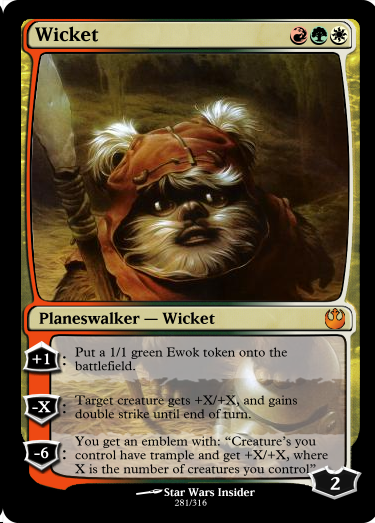 Wicket
Planeswalker — Wicket
+1: Put a 1/1 green Ewok token onto the
battlefield.
-X: Target creature gets +X/+X, and gains
double strike until end of turn.
-6: You get an emblem with: “Creature's you
control have trample and get +X/+X, where
X is the number of creatures you control”
2
Star Wars Insider
281/316